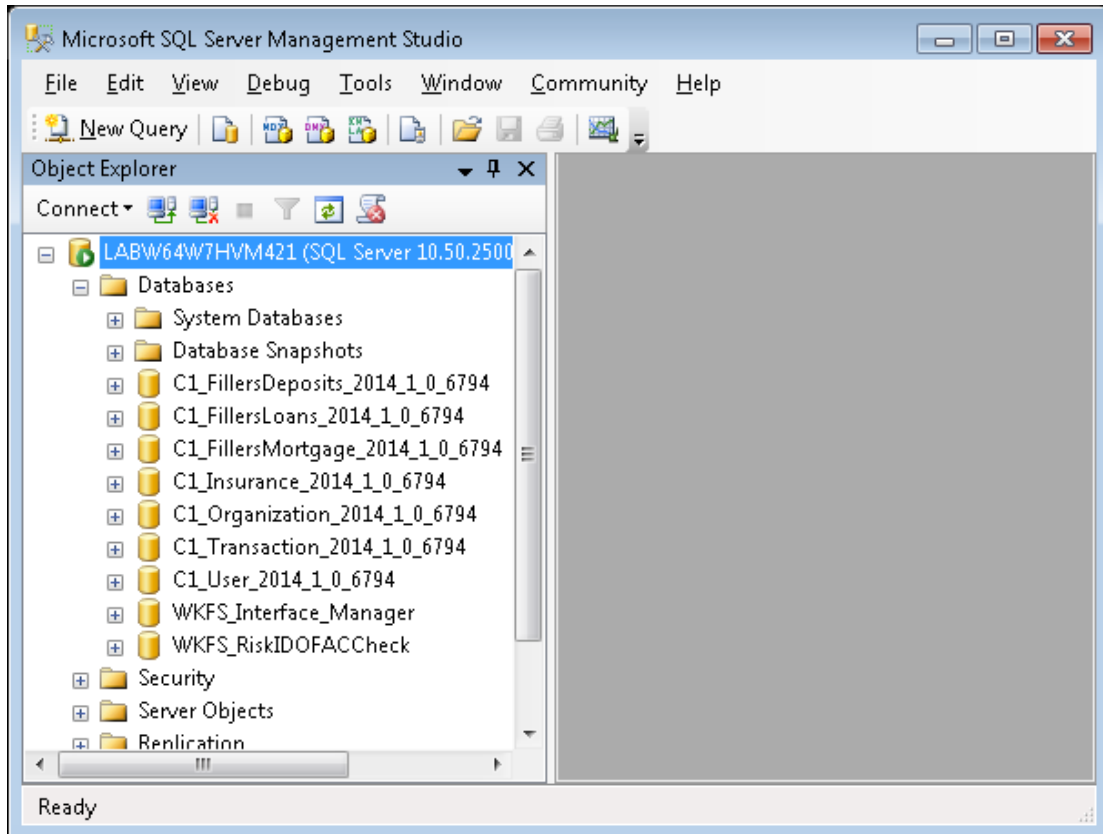 Microsoft SQL Server Management Studio
File Edit View Debug Tools Window Community Help
New Query
Object Explorer
Connect
LABW64W7HVM421 (SQL Server 10.50.2500
Databases
System Databases
Database Snapshots
C1_FillersDeposits_2014_1_0_6794
C1_FillersLoans_2014_1_0_6794
C1_FillersMortgage_2014_1_0_6794
C1_Insurance_2014_1_0_6794
C1_Organization_2014_1_0_6794
C1_Transaction_2014_1_0_6794
C1_User_2014_1_0_6794
WKFS_Interface_Manager
WKFS_RiskIDOFACCheck
Security
Server Objects
Replication
Ready